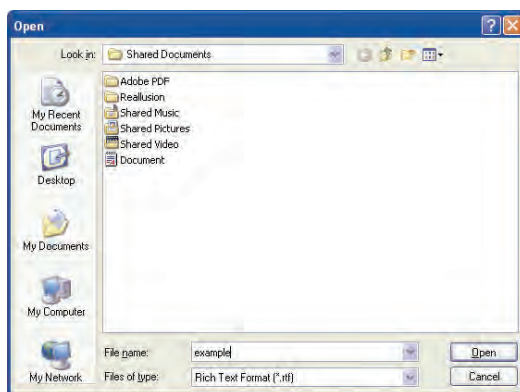 Open
Look in: Shared Documents
My Recent
Documents
Desktop
My Documents
My Computer
My Network
Adobe PDF
Reallusion
Shared Music
Shared Pictures
Shared Video
Document
File name: example
Open
Files of type: Rich Text Format (*.rtf)
Cancel